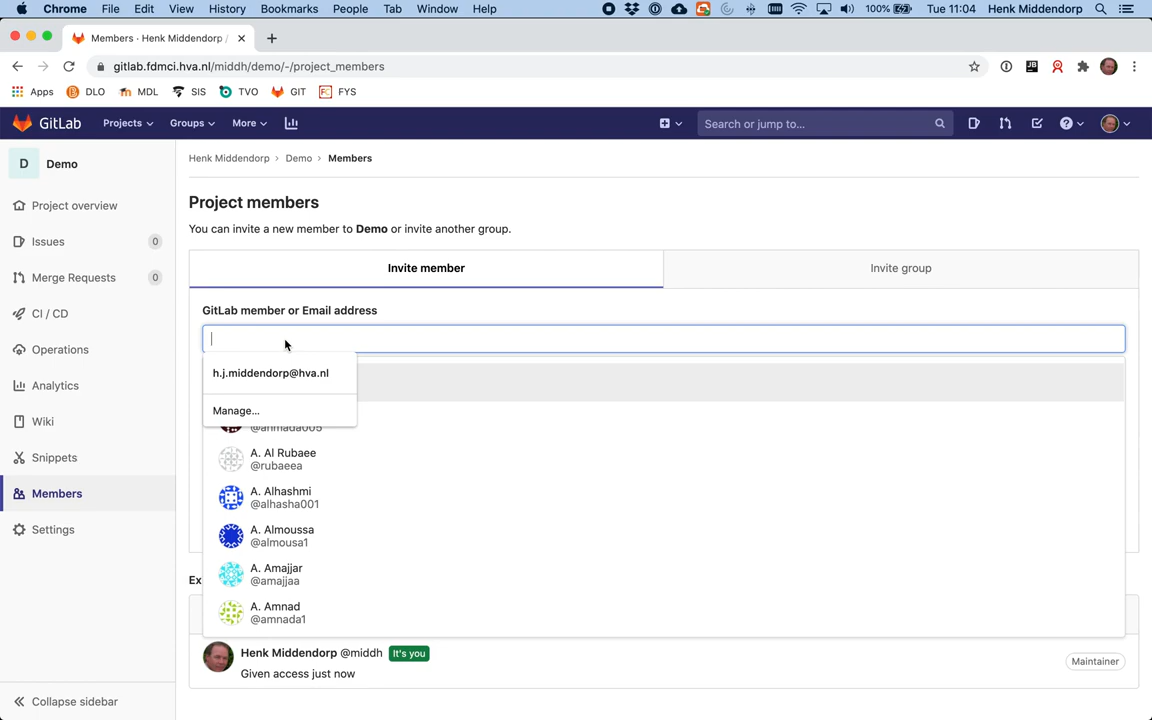 Chrome File Edit View History Bookmarks People Tab Window Help 100% Tue 11:04 Henk Middendorp
Members · Henk Middendorp /
gitlab.fdmci.hva.nl/middh/demo/-/project_members
Apps DLO MDL SIS TVO GIT FYS
GitLab Projects Groups More Search or jump to...
D Demo
Henk Middendorp › Demo › Members
Project overview
Issues 0
Merge Requests 0
CI / CD
Operations
Analytics
Wiki
Snippets
Members
Settings
Collapse sidebar
Project members
You can invite a new member to Demo or invite another group.
Invite member Invite group
GitLab member or Email address
h.j.middendorp@hva.nl
Manage...
@ahmada005
A. Al Rubaee
@rubaeea
A. Alhashmi
@alhasha001
A. Almoussa
@almousa1
A. Amajjar
@amajjaa
A. Amnad
@amnada1
Ex
Henk Middendorp @middh It's you
Given access just now
Maintainer